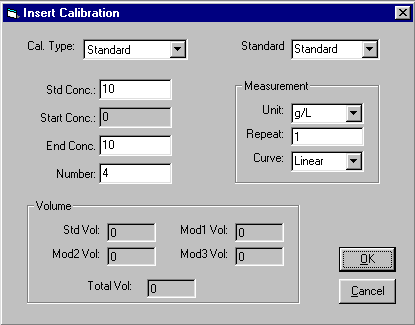 Insert Calibration
Cal. Type: Standard Standard Standard
Std Conc.: 10
Start Conc.: 0
End Conc. 10
Number: 4
Measurement
Unit: g/L
Repeat: 1
Curve: Linear
Volume
Std Vol: 0 Mod1 Vol: 0
Mod2 Vol: 0 Mod3 Vol: 0
Total Vol: 0
OK
Cancel